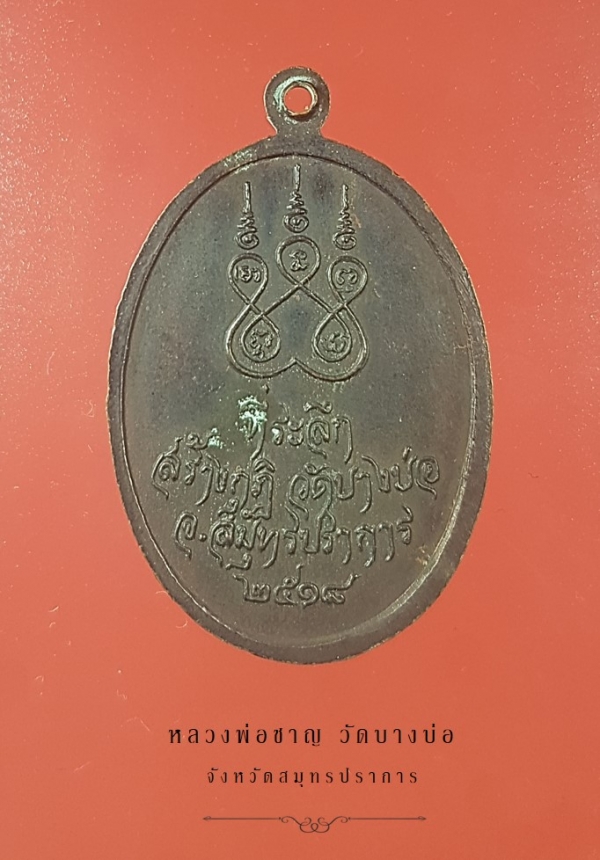 ที่ระลึก
สร้างกุฏิ วัดบางบ่อ
จ.สมุทรปราการ
๒๕๑๘
หลวงพ่อชาญ วัดบางบ่อ
จังหวัดสมุทรปราการ